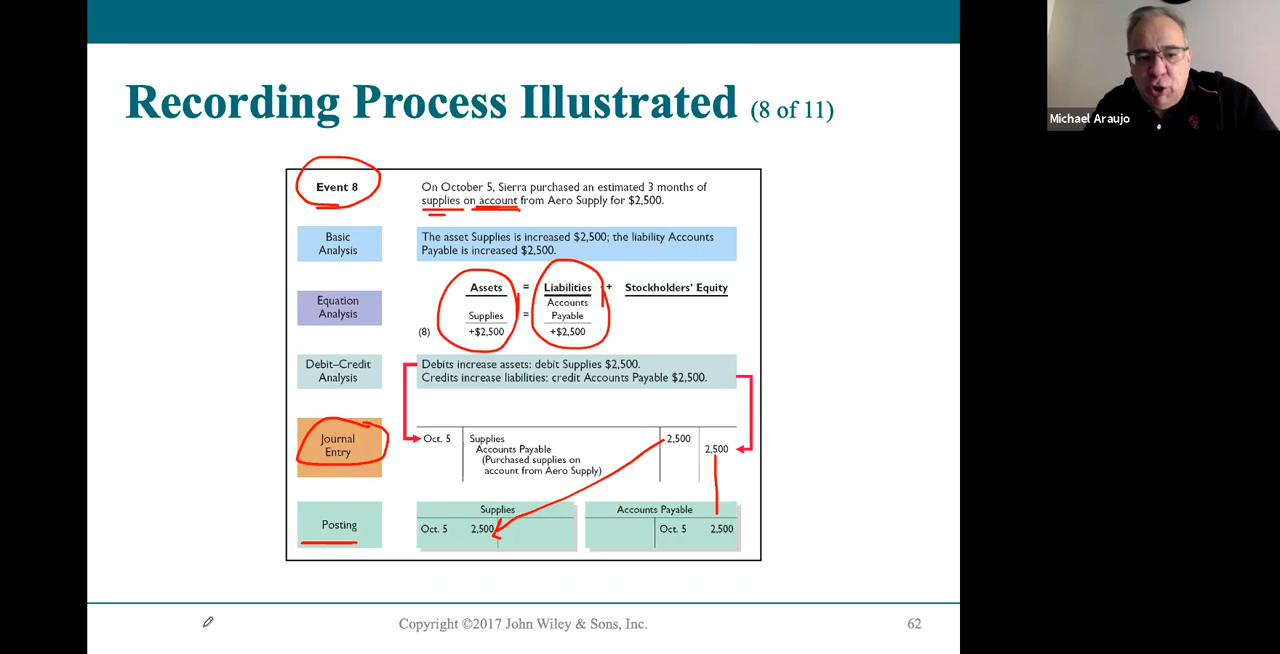 Recording Process Illustrated (8 of 11)
Michael Araujo
Event 8
On October 5, Sierra purchased an estimated 3 months of
supplies on account from Aero Supply for $2,500.
Basic
Analysis
The asset Supplies is increased $2,500; the liability Accounts
Payable is increased $2,500.
Equation
Analysis
Assets = Liabilities + Stockholders' Equity
Accounts
Supplies = Payable
(8) +$2,500 +$2,500
Debit–Credit
Analysis
Debits increase assets: debit Supplies $2,500.
Credits increase liabilities: credit Accounts Payable $2,500.
Journal
Entry
Oct. 5 Supplies 2,500
Accounts Payable 2,500
(Purchased supplies on
account from Aero Supply)
Posting
Supplies
Oct. 5 2,500
Accounts Payable
Oct. 5 2,500
Copyright ©2017 John Wiley & Sons, Inc.
62